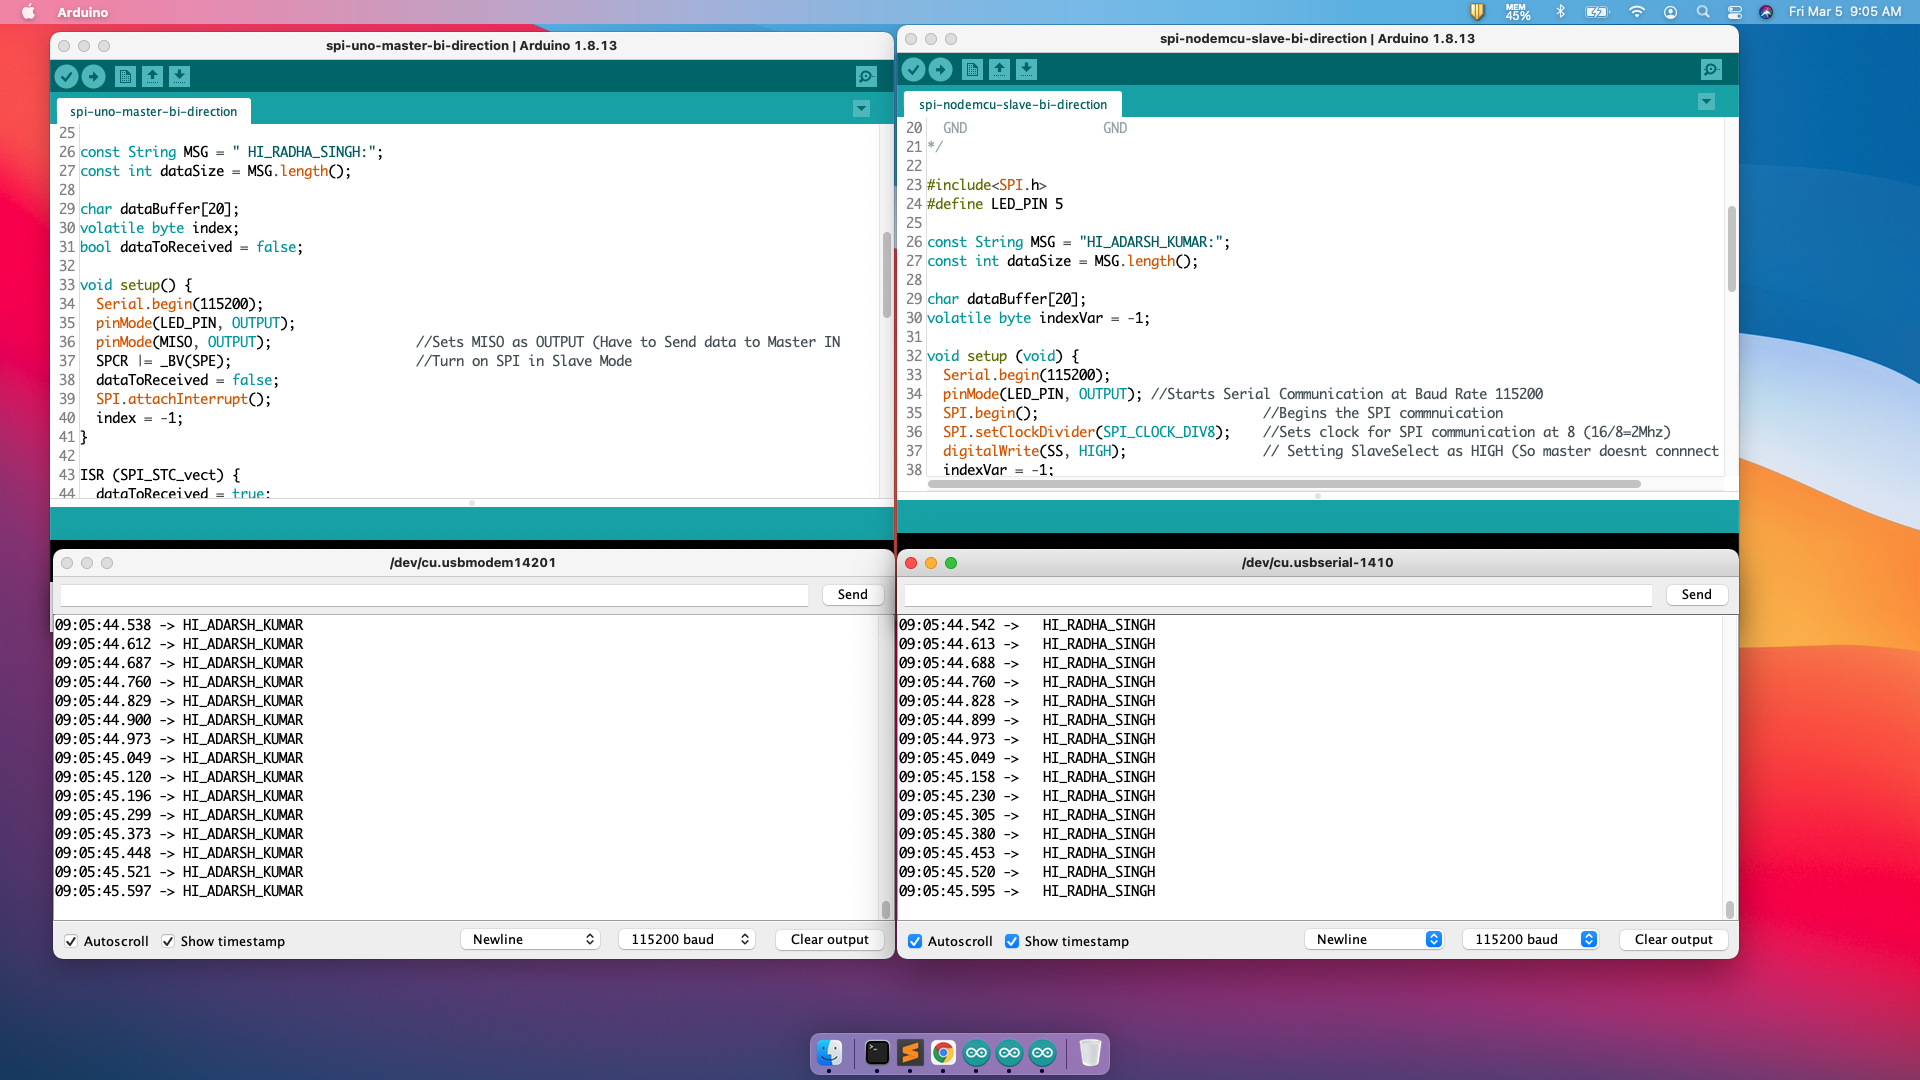 Arduino
MEM
45%
Fri Mar 5 9:05 AM
spi-uno-master-bi-direction | Arduino 1.8.13
spi-uno-master-bi-direction
25
26 const String MSG = " HI_RADHA_SINGH:";
27 const int dataSize = MSG.length();
28
29 char dataBuffer[20];
30 volatile byte index;
31 bool dataToReceived = false;
32
33 void setup() {
34 Serial.begin(115200);
35 pinMode(LED_PIN, OUTPUT);
36 pinMode(MISO, OUTPUT); //Sets MISO as OUTPUT (Have to Send data to Master IN
37 SPCR |= _BV(SPE); //Turn on SPI in Slave Mode
38 dataToReceived = false;
39 SPI.attachInterrupt();
40 index = -1;
41 }
42
43 ISR (SPI_STC_vect) {
44 dataToReceived = true;
spi-nodemcu-slave-bi-direction | Arduino 1.8.13
spi-nodemcu-slave-bi-direction
20 GND GND
21 */
22
23 #include<SPI.h>
24 #define LED_PIN 5
25
26 const String MSG = "HI_ADARSH_KUMAR:";
27 const int dataSize = MSG.length();
28
29 char dataBuffer[20];
30 volatile byte indexVar = -1;
31
32 void setup (void) {
33 Serial.begin(115200);
34 pinMode(LED_PIN, OUTPUT); //Starts Serial Communication at Baud Rate 115200
35 SPI.begin(); //Begins the SPI commnuication
36 SPI.setClockDivider(SPI_CLOCK_DIV8); //Sets clock for SPI communication at 8 (16/8=2Mhz)
37 digitalWrite(SS, HIGH); // Setting SlaveSelect as HIGH (So master doesnt connnect
38 indexVar = -1;
/dev/cu.usbmodem14201
Send
09:05:44.538 -> HI_ADARSH_KUMAR
09:05:44.612 -> HI_ADARSH_KUMAR
09:05:44.687 -> HI_ADARSH_KUMAR
09:05:44.760 -> HI_ADARSH_KUMAR
09:05:44.829 -> HI_ADARSH_KUMAR
09:05:44.900 -> HI_ADARSH_KUMAR
09:05:44.973 -> HI_ADARSH_KUMAR
09:05:45.049 -> HI_ADARSH_KUMAR
09:05:45.120 -> HI_ADARSH_KUMAR
09:05:45.196 -> HI_ADARSH_KUMAR
09:05:45.299 -> HI_ADARSH_KUMAR
09:05:45.373 -> HI_ADARSH_KUMAR
09:05:45.448 -> HI_ADARSH_KUMAR
09:05:45.521 -> HI_ADARSH_KUMAR
09:05:45.597 -> HI_ADARSH_KUMAR
Autoscroll Show timestamp Newline 115200 baud Clear output
/dev/cu.usbserial-1410
Send
09:05:44.542 -> HI_RADHA_SINGH
09:05:44.613 -> HI_RADHA_SINGH
09:05:44.688 -> HI_RADHA_SINGH
09:05:44.760 -> HI_RADHA_SINGH
09:05:44.828 -> HI_RADHA_SINGH
09:05:44.899 -> HI_RADHA_SINGH
09:05:44.973 -> HI_RADHA_SINGH
09:05:45.049 -> HI_RADHA_SINGH
09:05:45.158 -> HI_RADHA_SINGH
09:05:45.230 -> HI_RADHA_SINGH
09:05:45.305 -> HI_RADHA_SINGH
09:05:45.380 -> HI_RADHA_SINGH
09:05:45.453 -> HI_RADHA_SINGH
09:05:45.520 -> HI_RADHA_SINGH
09:05:45.595 -> HI_RADHA_SINGH
Autoscroll Show timestamp Newline 115200 baud Clear output